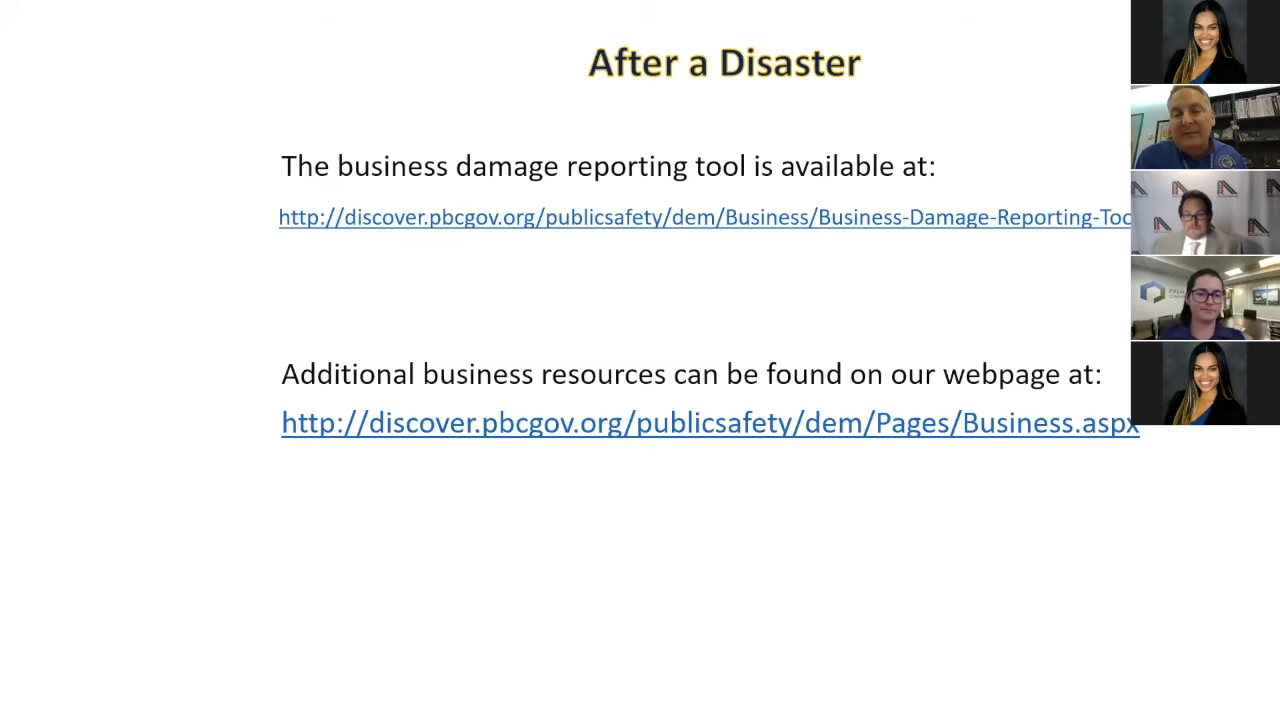 After a Disaster
The business damage reporting tool is available at:
http://discover.pbcgov.org/publicsafety/dem/Business/Business-Damage-Reporting-Too
Additional business resources can be found on our webpage at:
http://discover.pbcgov.org/publicsafety/dem/Pages/Business.aspx